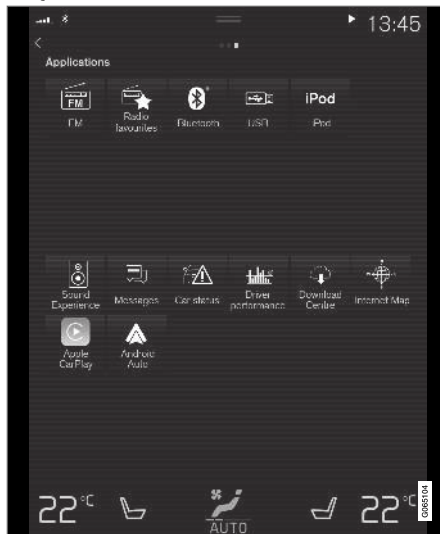 13:45
Applications
FM
FM
Radio
favourites
Bluetooth
USB
iPod
iPod
Sound
Experience
Messages
Car status
Driver
performance
Download
Centre
Internet Map
Apple
CarPlay
Android
Auto
22°C
AUTO
22°C
G065104